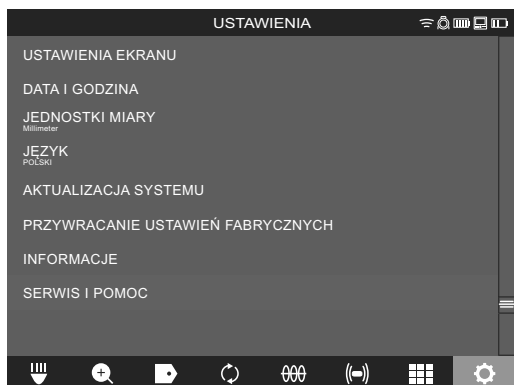 USTAWIENIA
USTAWIENIA EKRANU
DATA I GODZINA
JEDNOSTKI MIARY
Millimeter
JĘZYK
POLSKI
AKTUALIZACJA SYSTEMU
PRZYWRACANIE USTAWIEŃ FABRYCZNYCH
INFORMACJE
SERWIS I POMOC